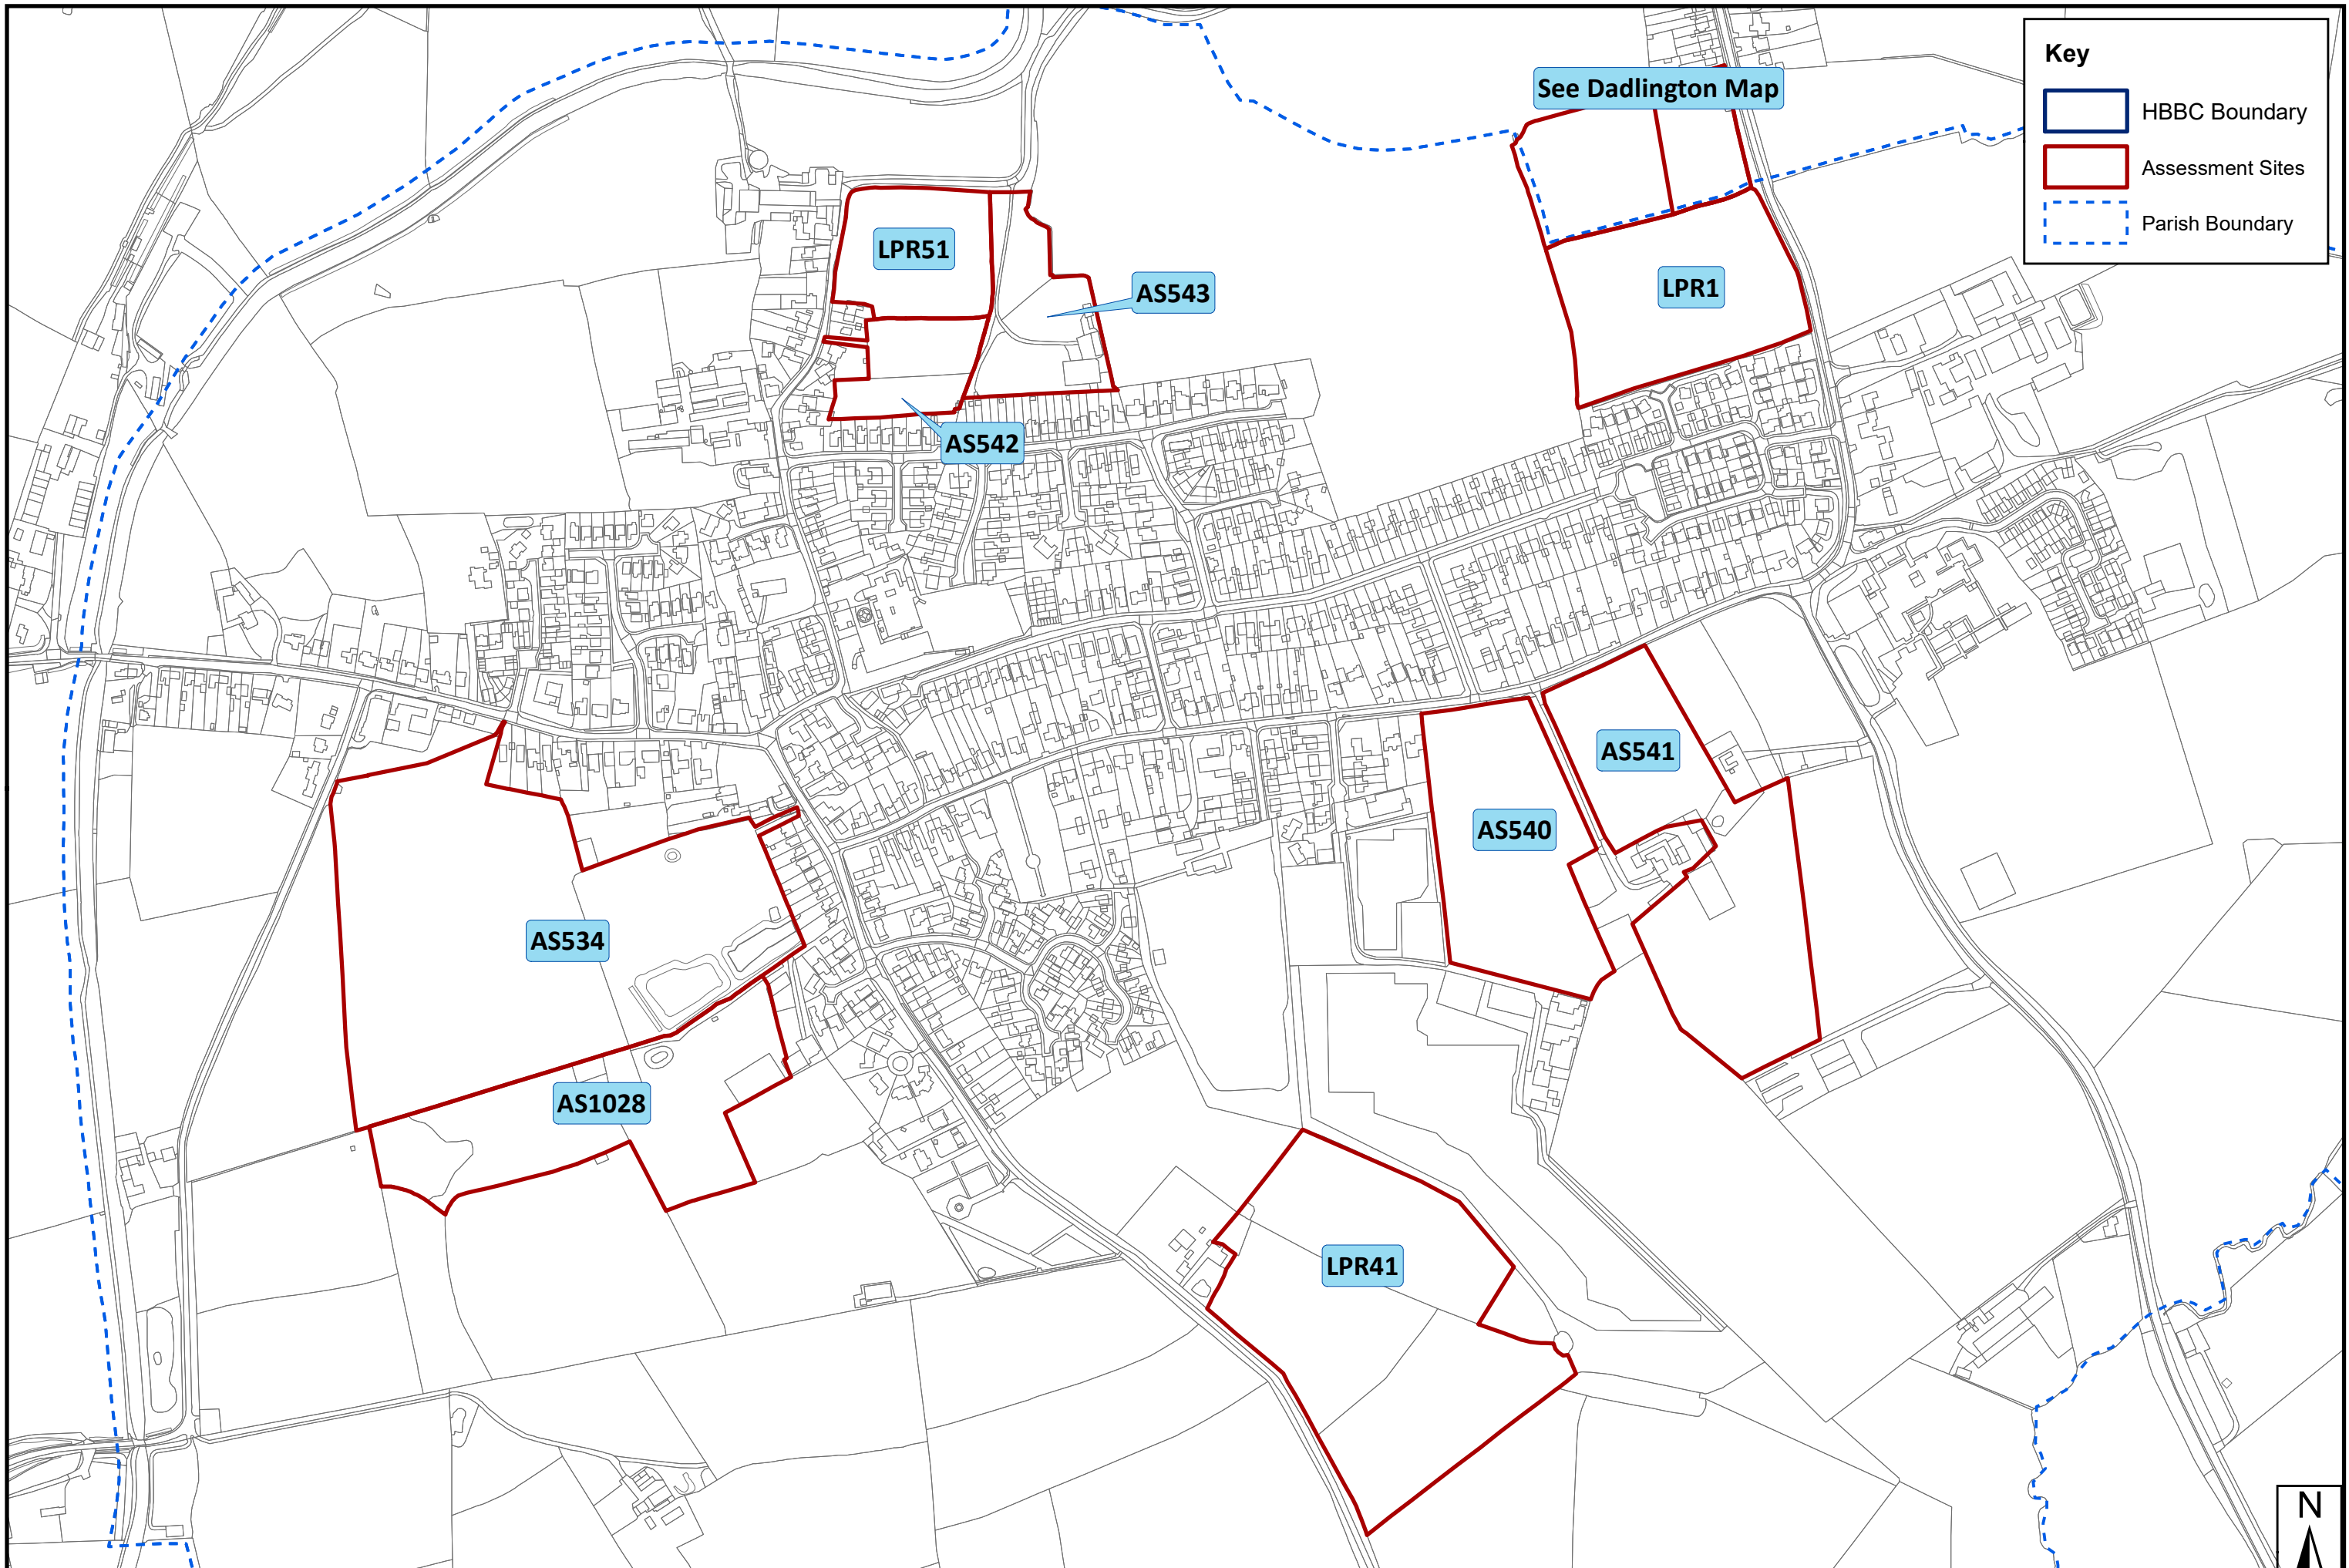 Key
See Dadlington Map
HBBC Boundary
Assessment Sites
Parish Boundary
LPR51
AS543
LPR1
AS542
AS541
AS540
AS534
AS1028
LPR41
N